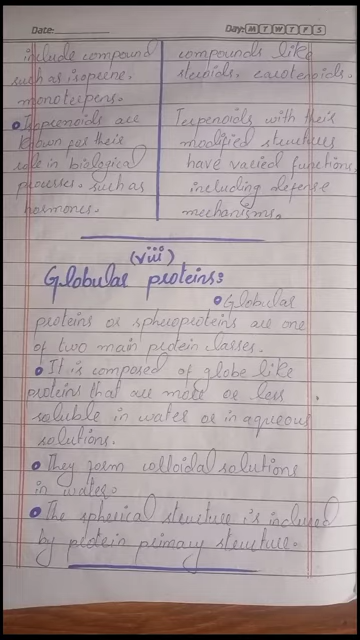 Date: Day: M T W T F S
include compound
such as isoprene,
monoterpens.
Isoprenoids are
known for their
role in biological
processes, such as
hormones.
compounds like
steroids, carotenoids.
Terpenoids with their
modified structure
have varied functions
including defense
mechanisms.
(viii)
Globular proteins:
Globular
proteins or spheroproteins are one
of two main protein classes.
It is composed of globe like
proteins that are more or less
soluble in water or in aqueous
solutions.
They form colloidal solutions
in water.
The spherical structure is induced
by protein primary structure.